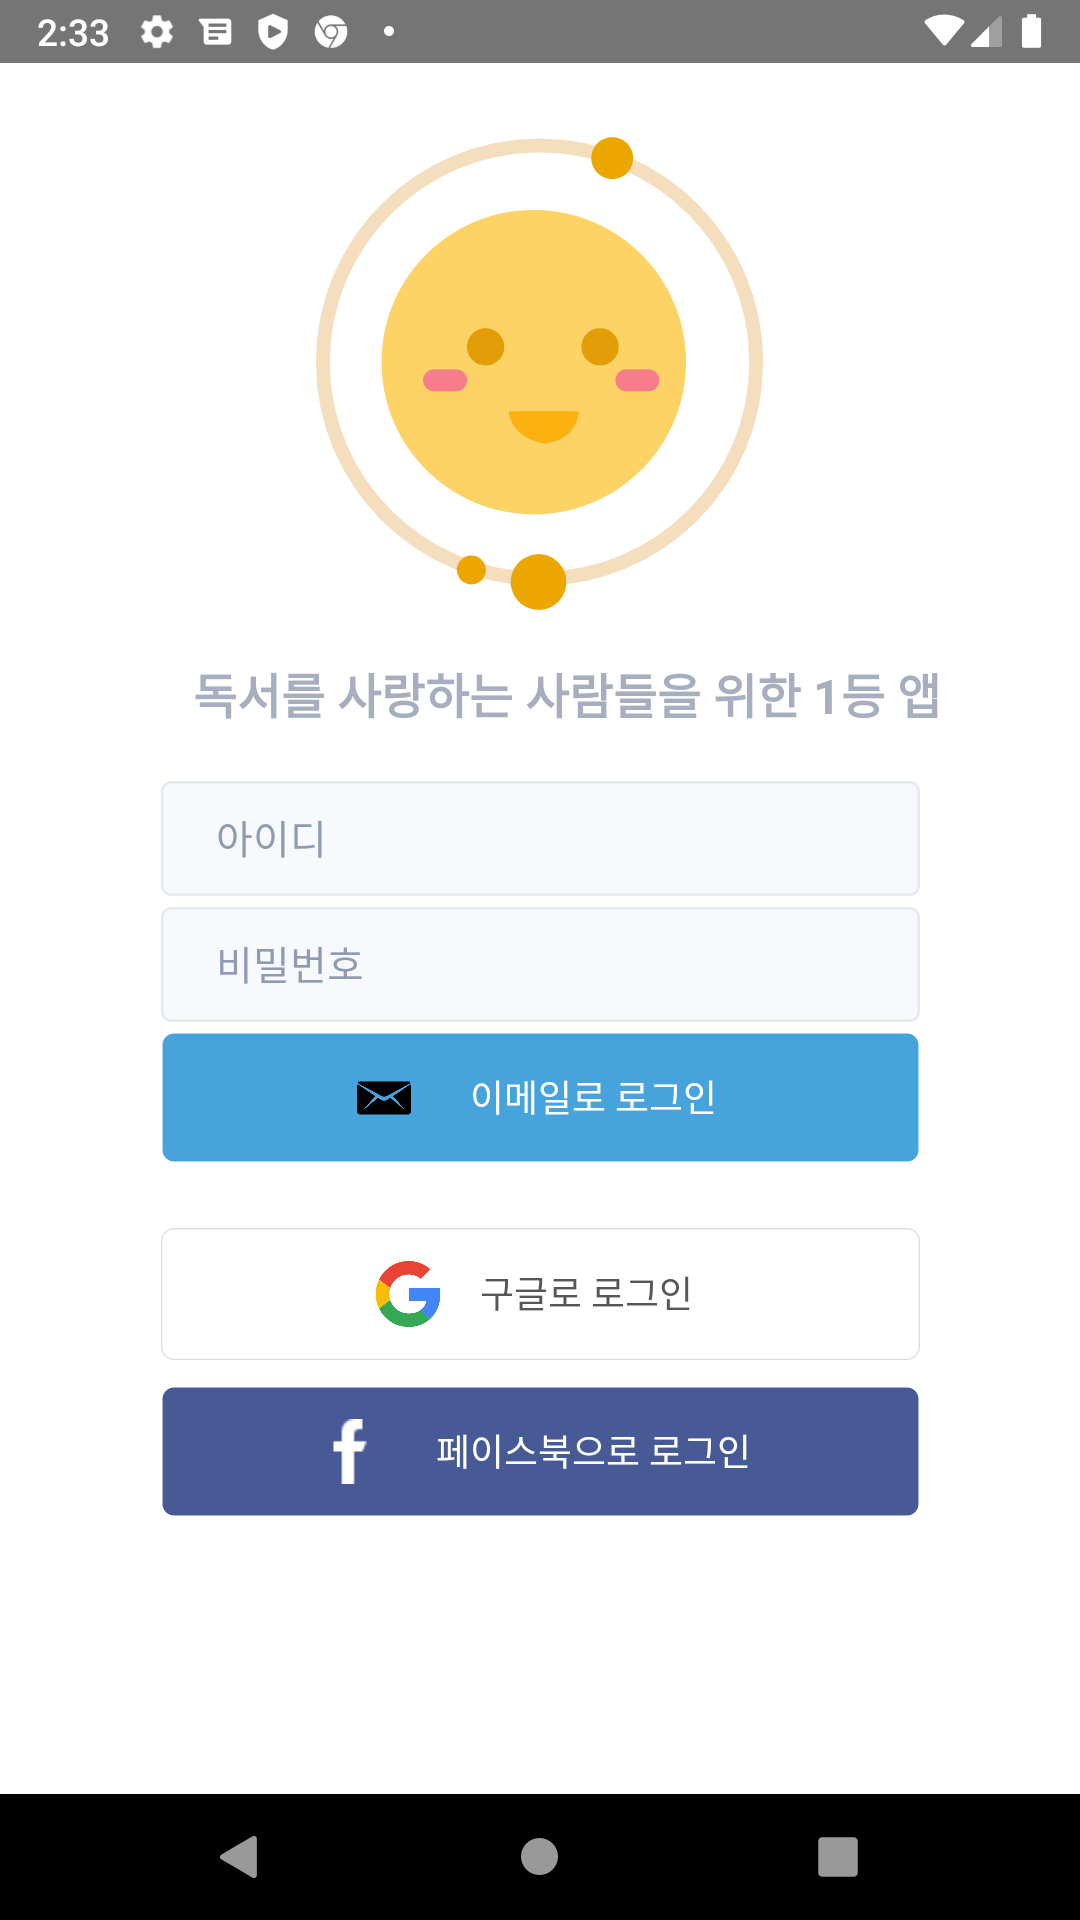 2:33
독서를 사랑하는 사람들을 위한 1등 앱
아이디
비밀번호
이메일로 로그인
구글로 로그인
페이스북으로 로그인